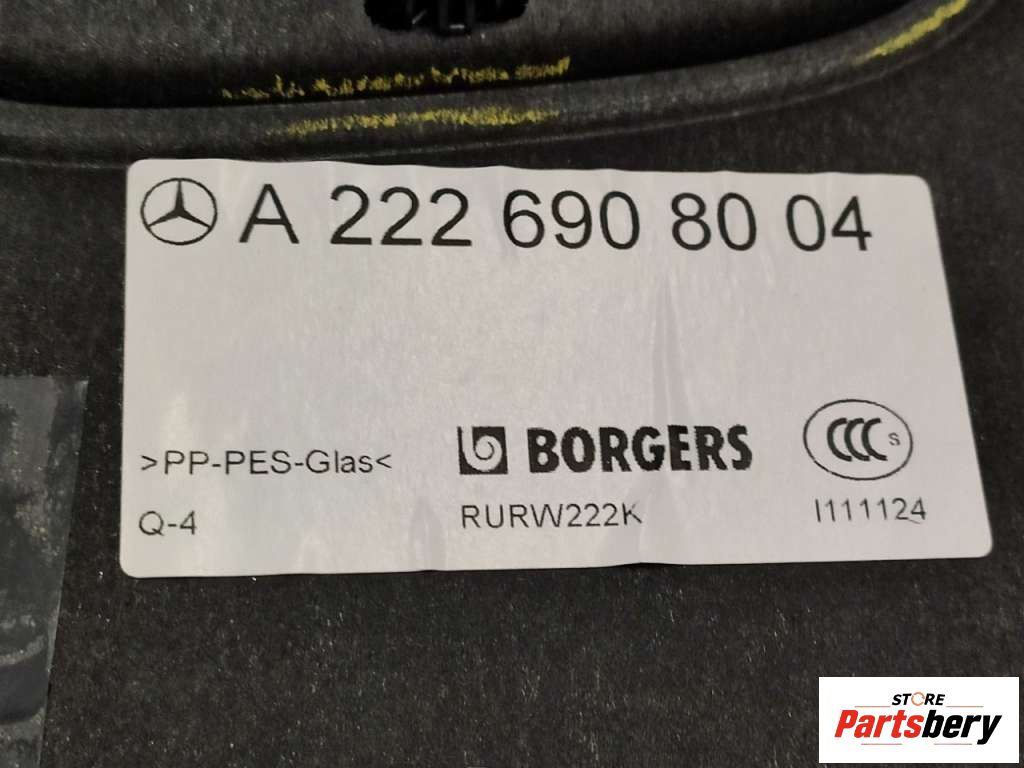 A 222 690 80 04
>PP-PES-Glas<
BORGERS
CCC S
Q-4
RURW222K
I111124
STORE
Partsbery